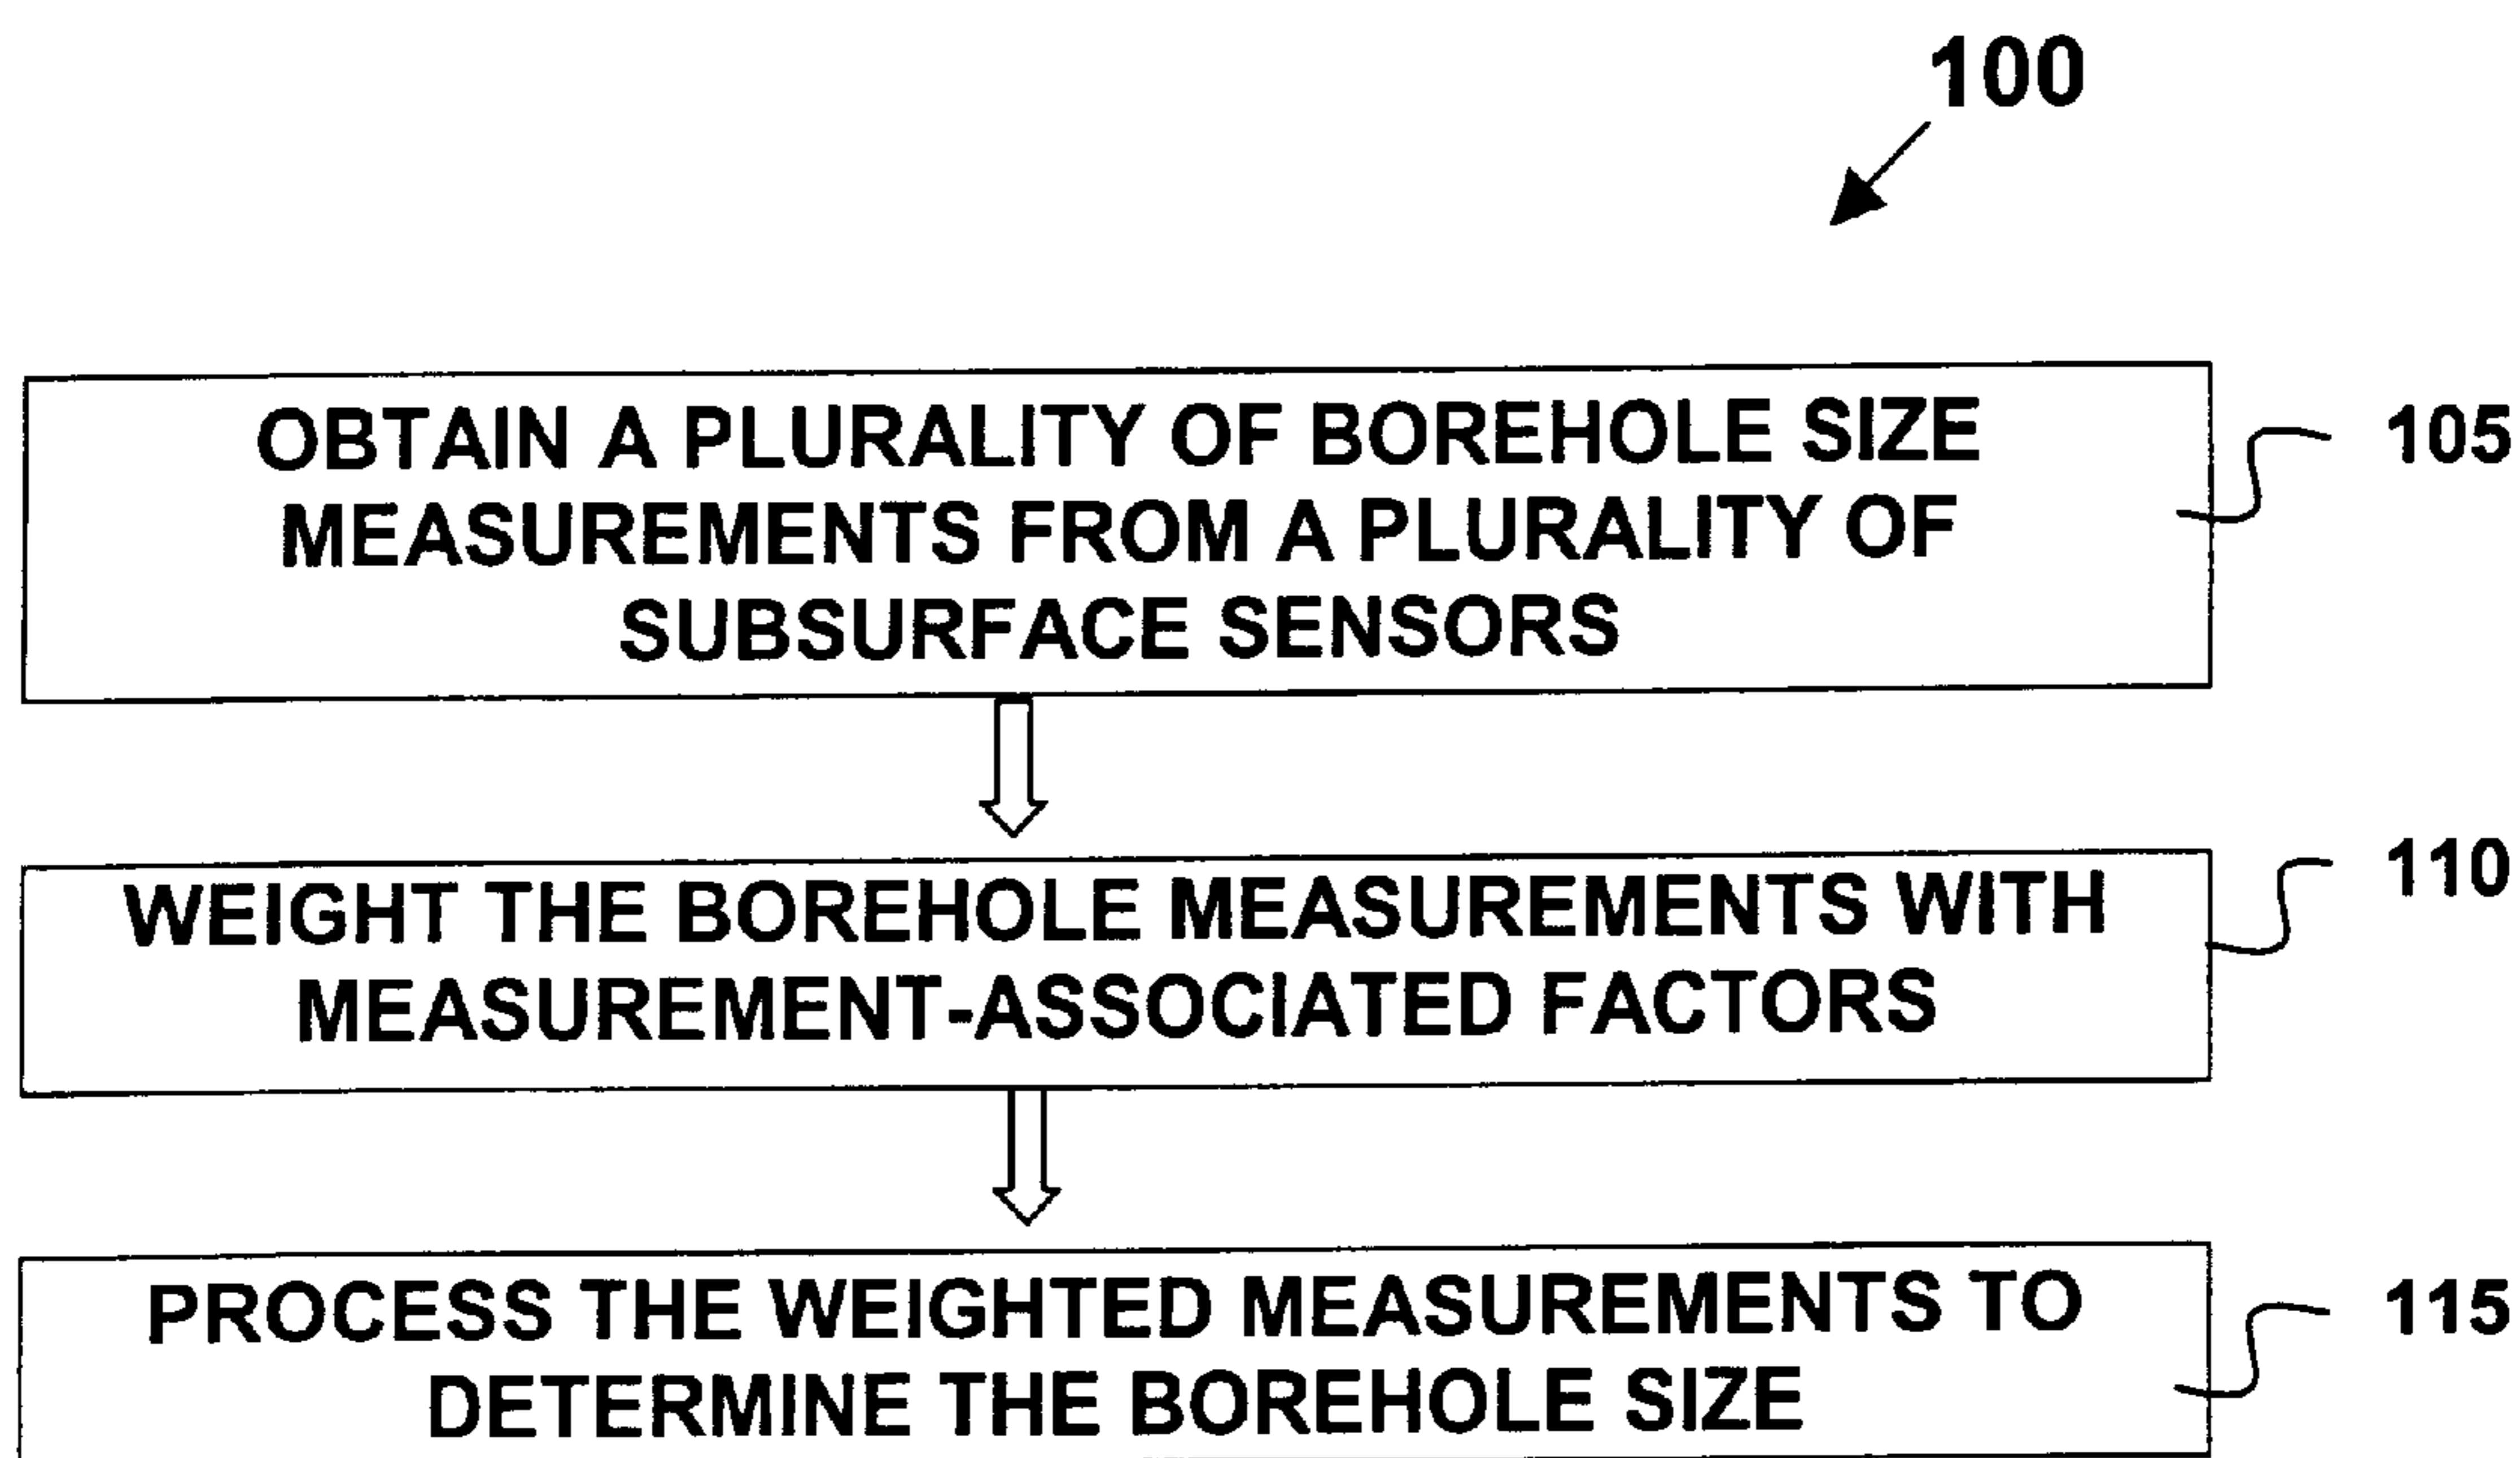 100
OBTAIN A PLURALITY OF BOREHOLE SIZE
MEASUREMENTS FROM A PLURALITY OF
SUBSURFACE SENSORS
105
WEIGHT THE BOREHOLE MEASUREMENTS WITH
MEASUREMENT-ASSOCIATED FACTORS
110
PROCESS THE WEIGHTED MEASUREMENTS TO
DETERMINE THE BOREHOLE SIZE
115